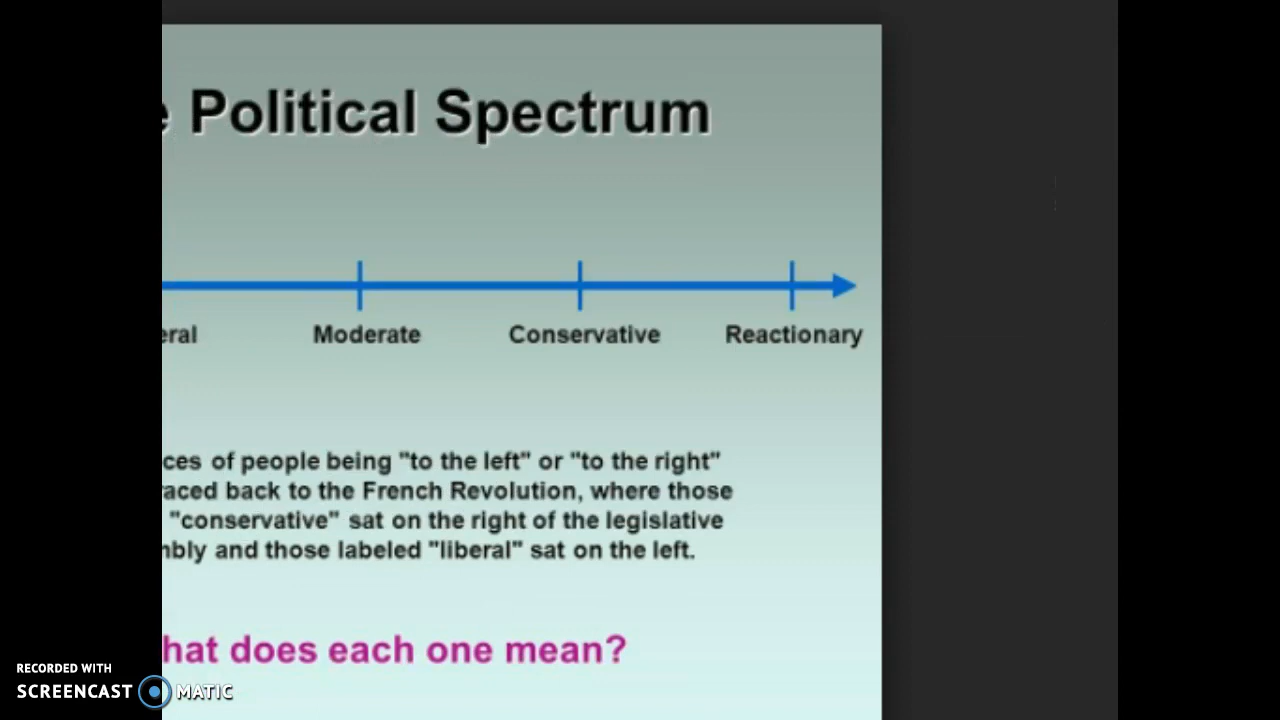 e Political Spectrum
eral Moderate Conservative Reactionary
ces of people being "to the left" or "to the right"
raced back to the French Revolution, where those
"conservative" sat on the right of the legislative
mbly and those labeled "liberal" sat on the left.
hat does each one mean?
RECORDED WITH
SCREENCAST MATIC